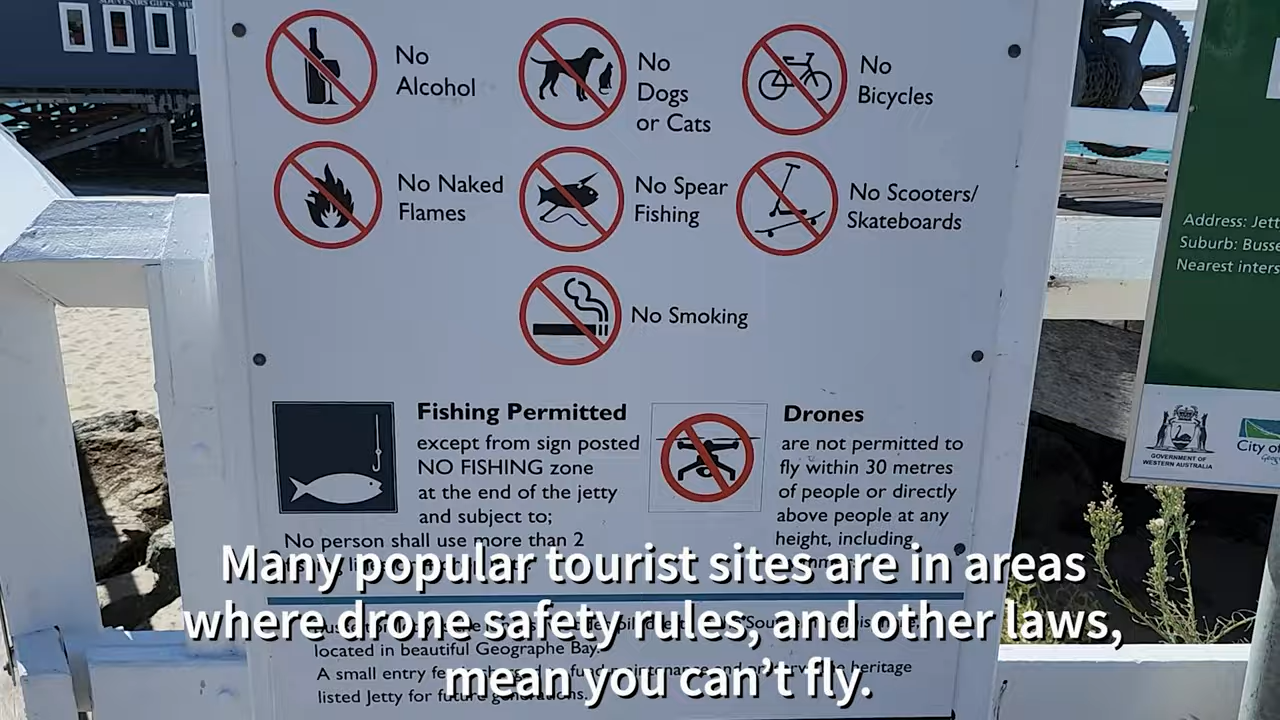 SOUVENIRS GIFTS
No
Alcohol
No
Dogs
or Cats
No
Bicycles
No Naked
Flames
No Spear
Fishing
No Scooters/
Skateboards
No Smoking
Fishing Permitted
except from sign posted
NO FISHING zone
at the end of the jetty
and subject to;
No person shall use more than 2
Drones
are not permitted to
fly within 30 metres
of people or directly
above people at any
height, including
located in beautiful Geographe Bay.
A small entry
heritage
listed Jetty for future generations.
Address: Jett
Suburb: Busse
Nearest inters
GOVERNMENT OF
WESTERN AUSTRALIA
City of
Many popular tourist sites are in areas
where drone safety rules, and other laws,
mean you can't fly.